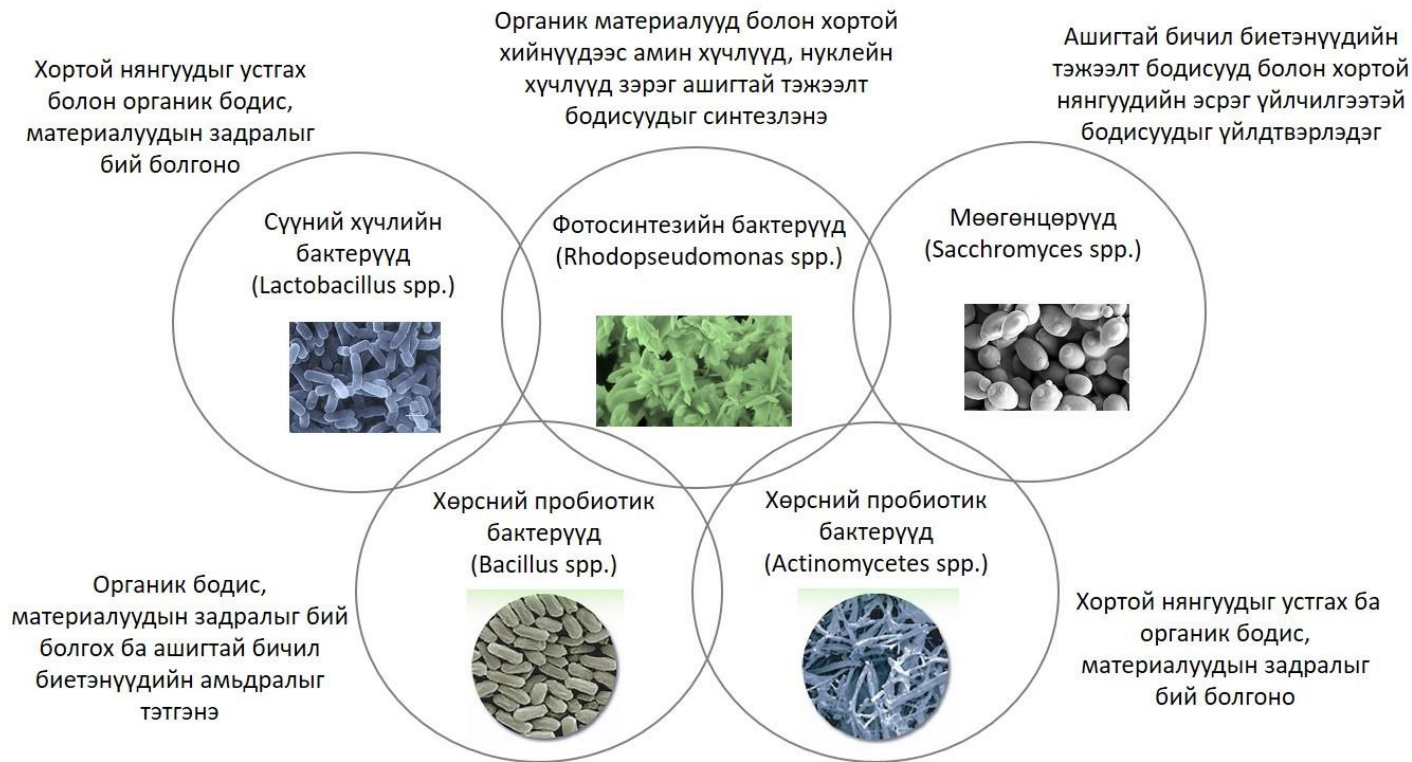 Хортой нянгуудыг устгах
болон органик бодис,
материалуудын задралыг
бий болгоно
Органик материалууд болон хортой
хийнүүдээс амин хүчлүүд, нуклейн
хүчлүүд зэрэг ашигтай тэжээлт
бодисуудыг синтезлэнэ
Ашигтай бичил биетэнүүдийн
тэжээлт бодисууд болон хортой
нянгуудийн эсрэг үйлчилгээтэй
бодисуудыг үйлдтвэрлэдэг
Сүүний хүчлийн
бактерүүд
(Lactobacillus spp.)
Фотосинтезийн бактерүүд
(Rhodopseudomonas spp.)
Мөөгөнцөрүүд
(Sacchromyces spp.)
Хөрсний пробиотик
бактерүүд
(Bacillus spp.)
Хөрсний пробиотик
бактерүүд
(Actinomycetes spp.)
Органик бодис,
материалуудын задралыг бий
болгох ба ашигтай бичил
биетэнүүдийн амьдралыг
тэтгэнэ
Хортой нянгуудыг устгах ба
органик бодис,
материалуудын задралыг
бий болгоно